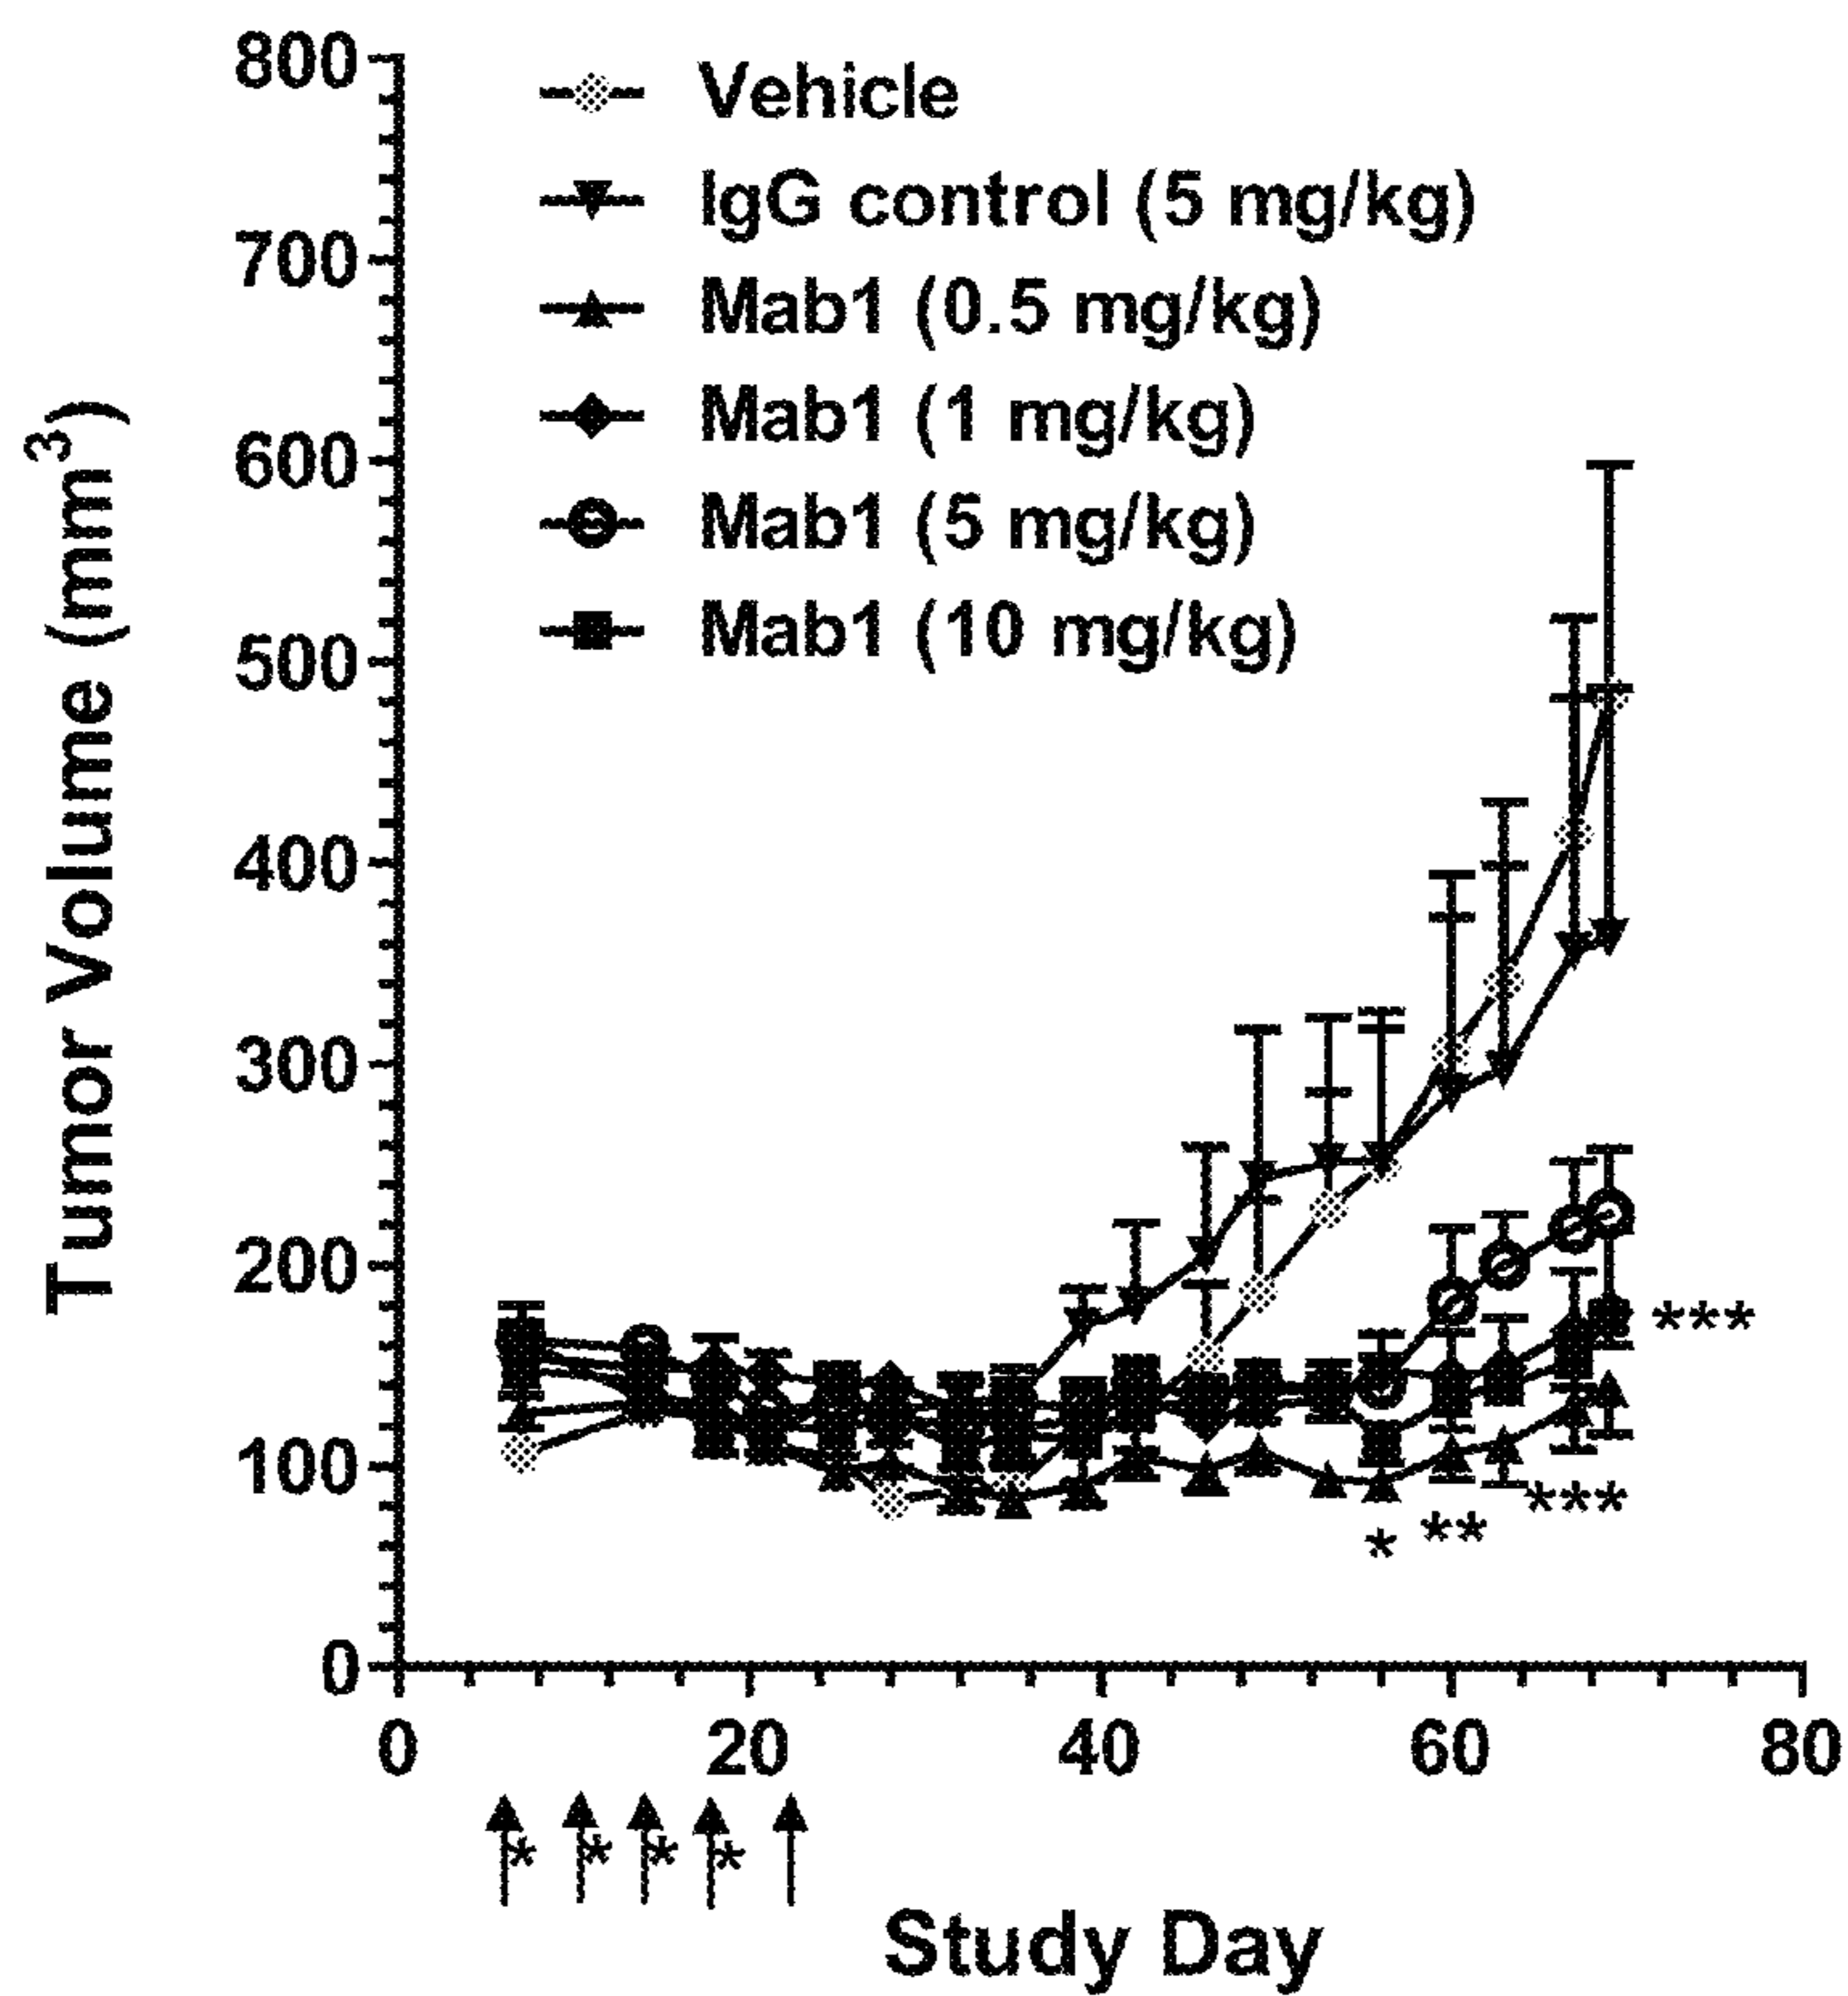 Tumor Volume (mm³)
800
700
600
500
400
300
200
100
0
Vehicle
IgG control (5 mg/kg)
Mab1 (0.5 mg/kg)
Mab1 (1 mg/kg)
Mab1 (5 mg/kg)
Mab1 (10 mg/kg)
***
***
**
*
0 20 40 60 80
* * * *
Study Day